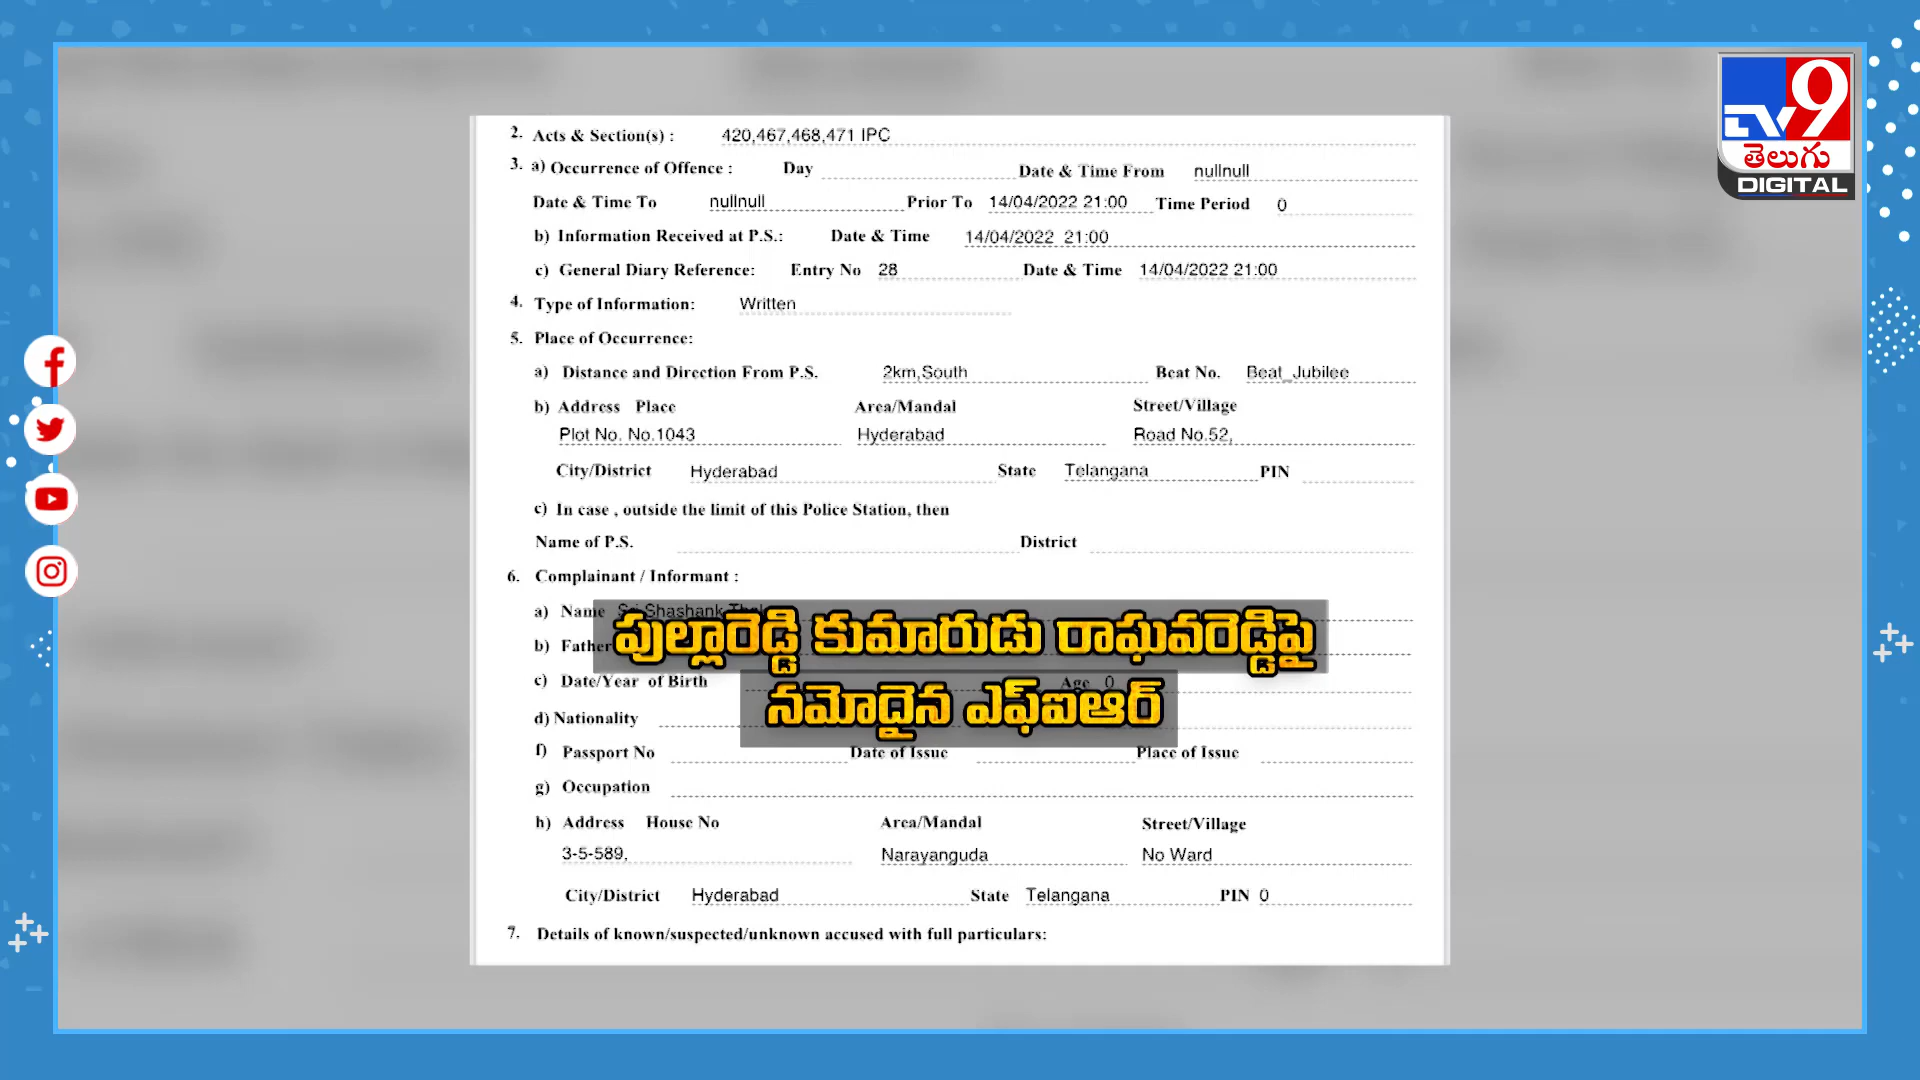 TV9
తెలుగు
DIGITAL
2. Acts & Section(s) : 420,467,468,471 IPC
3. a) Occurrence of Offence : Day Date & Time From nullnull
Date & Time To nullnull Prior To 14/04/2022 21:00 Time Period 0
b) Information Received at P.S.: Date & Time 14/04/2022 21:00
c) General Diary Reference: Entry No 28 Date & Time 14/04/2022 21:00
4. Type of Information: Written
5. Place of Occurrence:
a) Distance and Direction From P.S. 2km,South Beat No. Beat_Jubilee
b) Address Place Area/Mandal Street/Village
Plot No. No.1043 Hyderabad Road No.52,
City/District Hyderabad State Telangana PIN
c) In case , outside the limit of this Police Station, then
Name of P.S. District
6. Complainant / Informant :
a) Name Sri Shashank
పుల్లారెడ్డి కుమారుడు రాఘవరెడ్డిపై
b) Father
c) Date/Year of Birth Age 0
నమోదైన ఎఫ్ఐఆర్
d) Nationality
f) Passport No Date of Issue Place of Issue
g) Occupation
h) Address House No Area/Mandal Street/Village
3-5-589, Narayanguda No Ward
City/District Hyderabad State Telangana PIN 0
7. Details of known/suspected/unknown accused with full particulars: